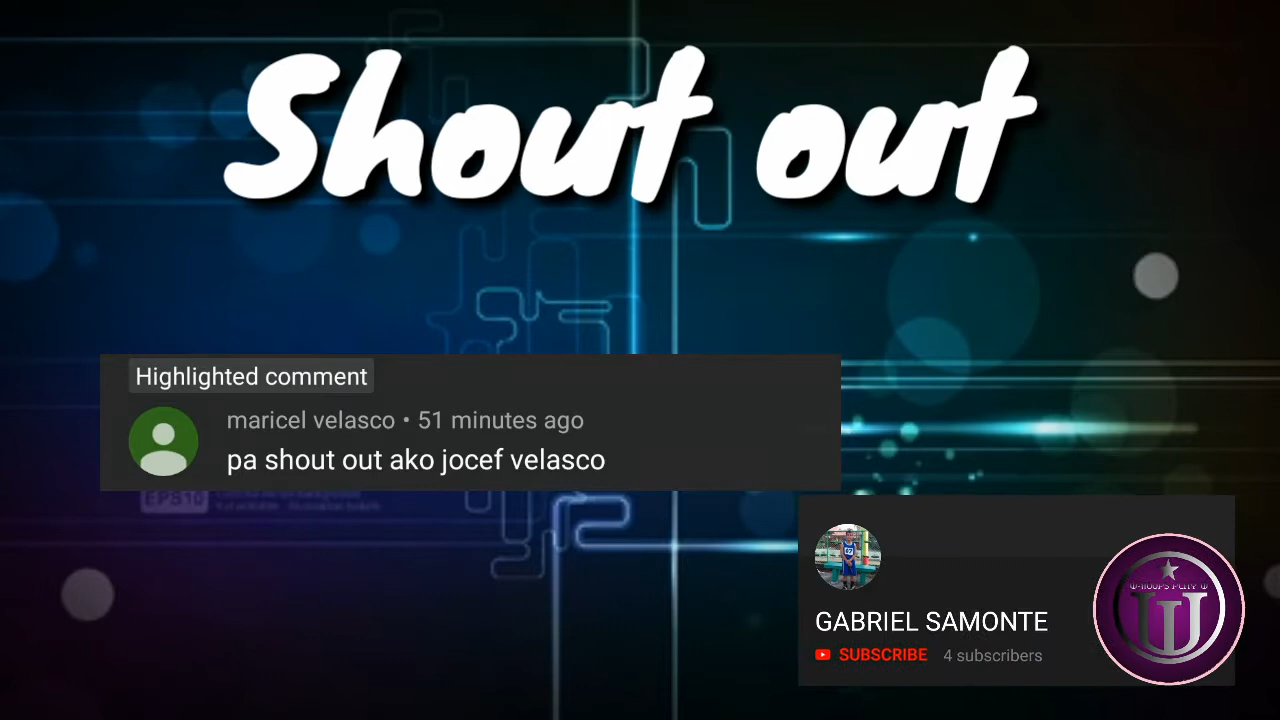 Shout out
Highlighted comment
maricel velasco • 51 minutes ago
pa shout out ako jocef velasco
EPS10
GABRIEL SAMONTE
SUBSCRIBE 4 subscribers